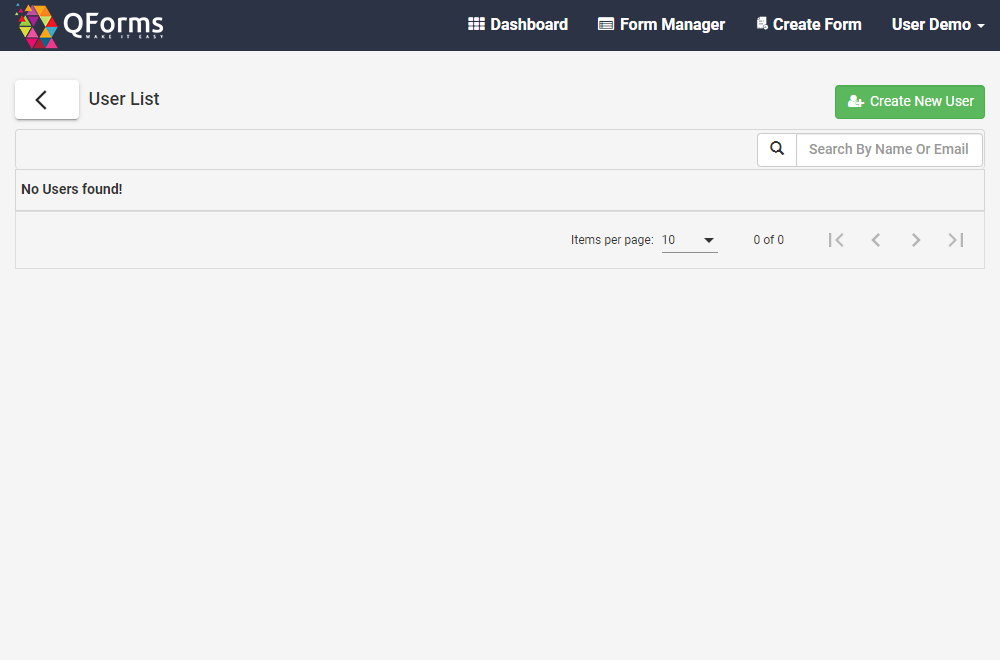 QForms
MAKE IT EASY
Dashboard
Form Manager
Create Form
User Demo
User List
Create New User
Search By Name Or Email
No Users found!
Items per page: 10
0 of 0